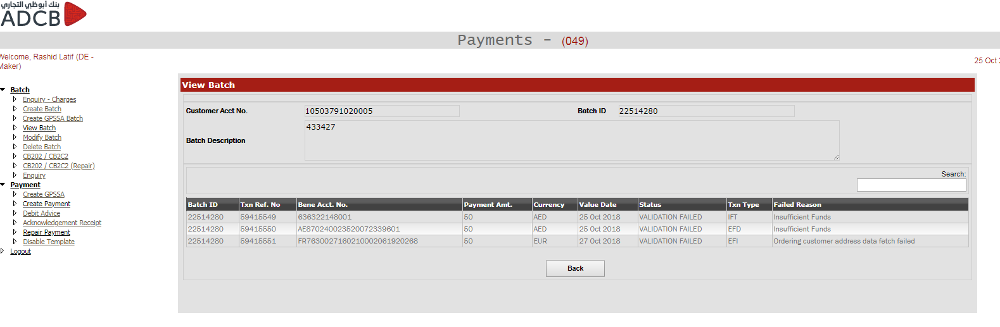 بنك أبوظبي التجاري
ADCB
Payments - (049)
Welcome, Rashid Latif (DE -
Maker)
25 Oct
Batch
Enquiry - Charges
Create Batch
Create GPSSA Batch
View Batch
Modify Batch
Delete Batch
CB202 / CB2C2
CB202 / CB2C2 (Repair)
Enquiry
Payment
Create GPSSA
Create Payment
Debit Advice
Acknowledgement Receipt
Repair Payment
Disable Template
Logout
View Batch
Customer Acct No. 10503791020005 Batch ID 22514280
Batch Description 433427
Search:
Batch ID Txn Ref. No Bene Acct. No. Payment Amt. Currency Value Date Status Txn Type Failed Reason
22514280 59415549 636322148001 50 AED 25 Oct 2018 VALIDATION FAILED IFT Insufficient Funds
22514280 59415550 AE870240023520072339601 50 AED 25 Oct 2018 VALIDATION FAILED EFD Insufficient Funds
22514280 59415551 FR7630027160210002061920268 50 EUR 27 Oct 2018 VALIDATION FAILED EFI Ordering customer address data fetch failed
Back